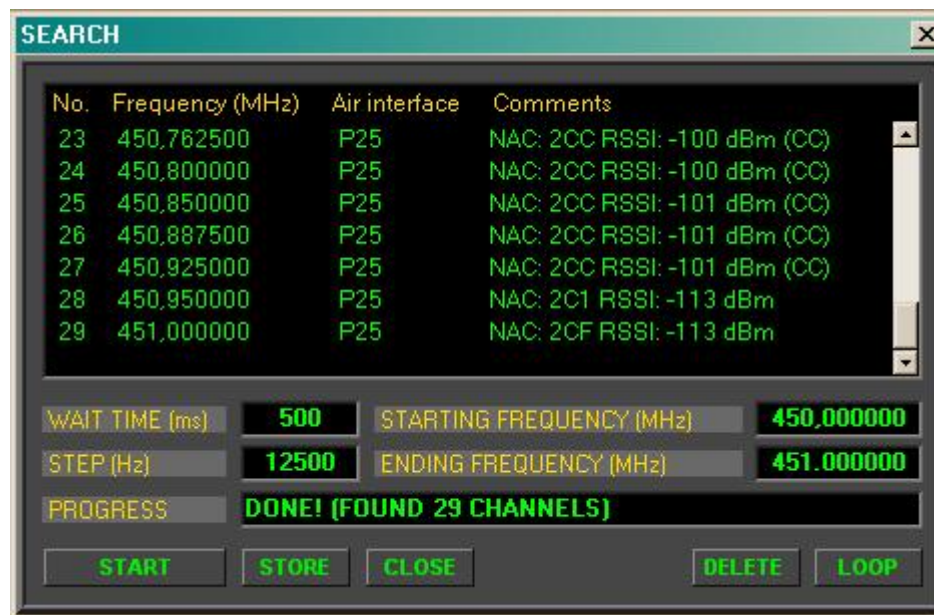 SEARCH
No. Frequency (MHz) Air interface Comments
23 450,762500 P25 NAC: 2CC RSSI: -100 dBm (CC)
24 450,800000 P25 NAC: 2CC RSSI: -100 dBm (CC)
25 450,850000 P25 NAC: 2CC RSSI: -101 dBm (CC)
26 450,887500 P25 NAC: 2CC RSSI: -101 dBm (CC)
27 450,925000 P25 NAC: 2CC RSSI: -101 dBm (CC)
28 450,950000 P25 NAC: 2C1 RSSI: -113 dBm
29 451,000000 P25 NAC: 2CF RSSI: -113 dBm
WAIT TIME (ms) 500 STARTING FREQUENCY (MHz) 450,000000
STEP (Hz) 12500 ENDING FREQUENCY (MHz) 451.000000
PROGRESS DONE! (FOUND 29 CHANNELS)
START STORE CLOSE DELETE LOOP